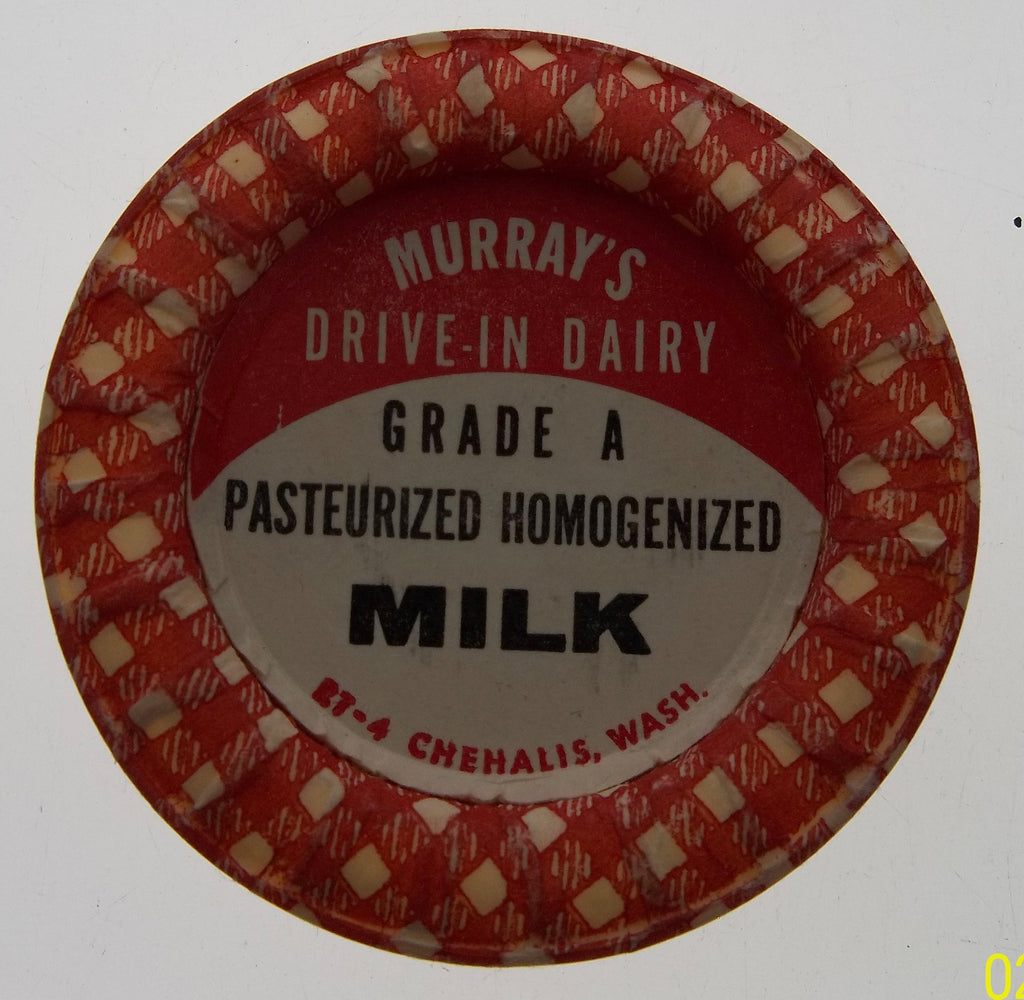 MURRAY'S
DRIVE-IN DAIRY
GRADE A
PASTEURIZED HOMOGENIZED
MILK
RT-4 CHEHALIS, WASH.